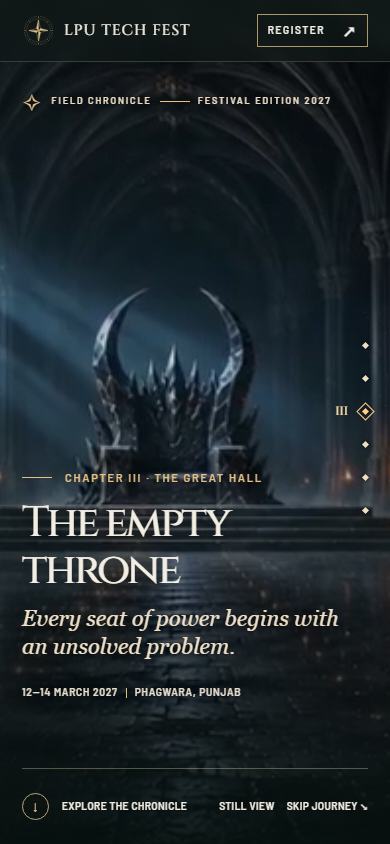 LPU TECH FEST
REGISTER ↗
FIELD CHRONICLE — FESTIVAL EDITION 2027
III
CHAPTER III · THE GREAT HALL
THE EMPTY
THRONE
Every seat of power begins with
an unsolved problem.
12–14 MARCH 2027 | PHAGWARA, PUNJAB
↓ EXPLORE THE CHRONICLE STILL VIEW SKIP JOURNEY ↘